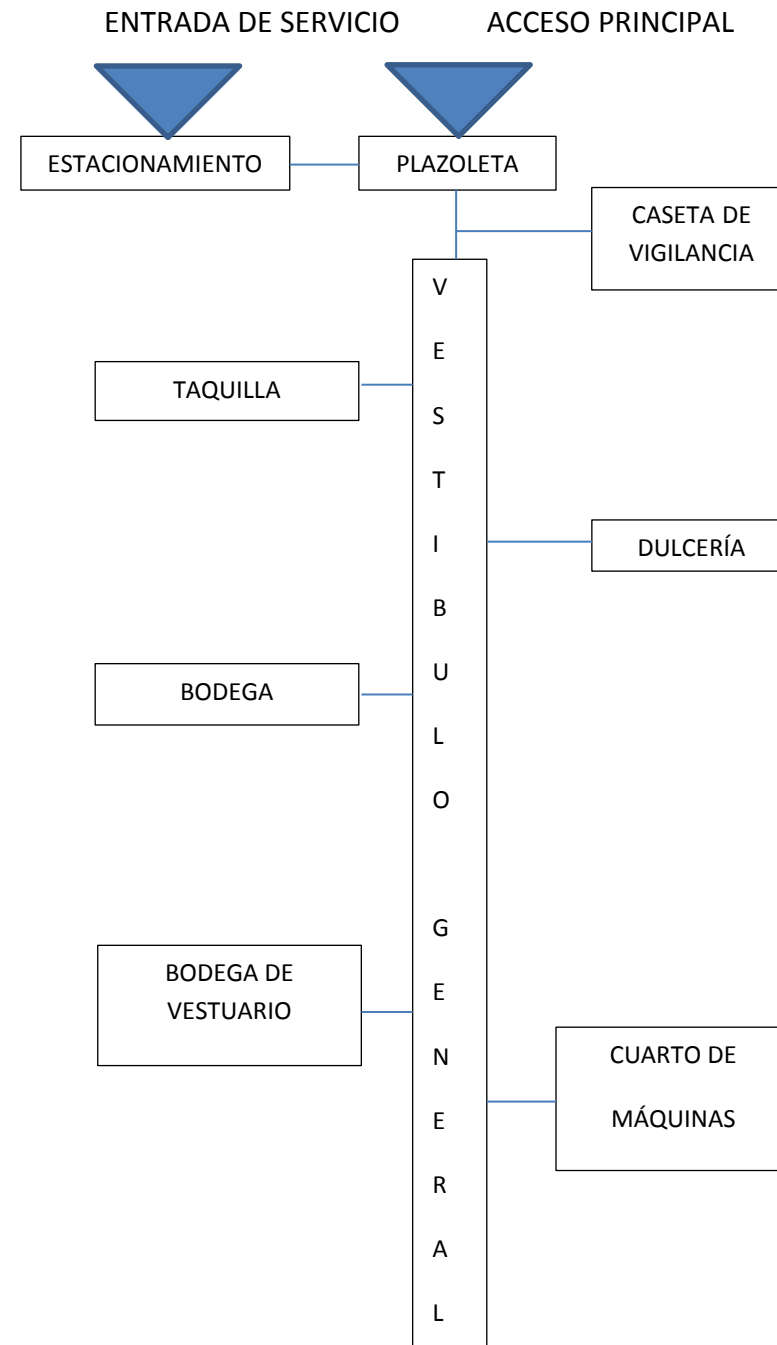 ENTRADA DE SERVICIO
ACCESO PRINCIPAL
ESTACIONAMIENTO
PLAZOLETA
CASETA DE
VIGILANCIA
V
E
S
T
I
B
U
L
O
G
E
N
E
R
A
L
TAQUILLA
DULCERÍA
BODEGA
BODEGA DE
VESTUARIO
CUARTO DE
MÁQUINAS